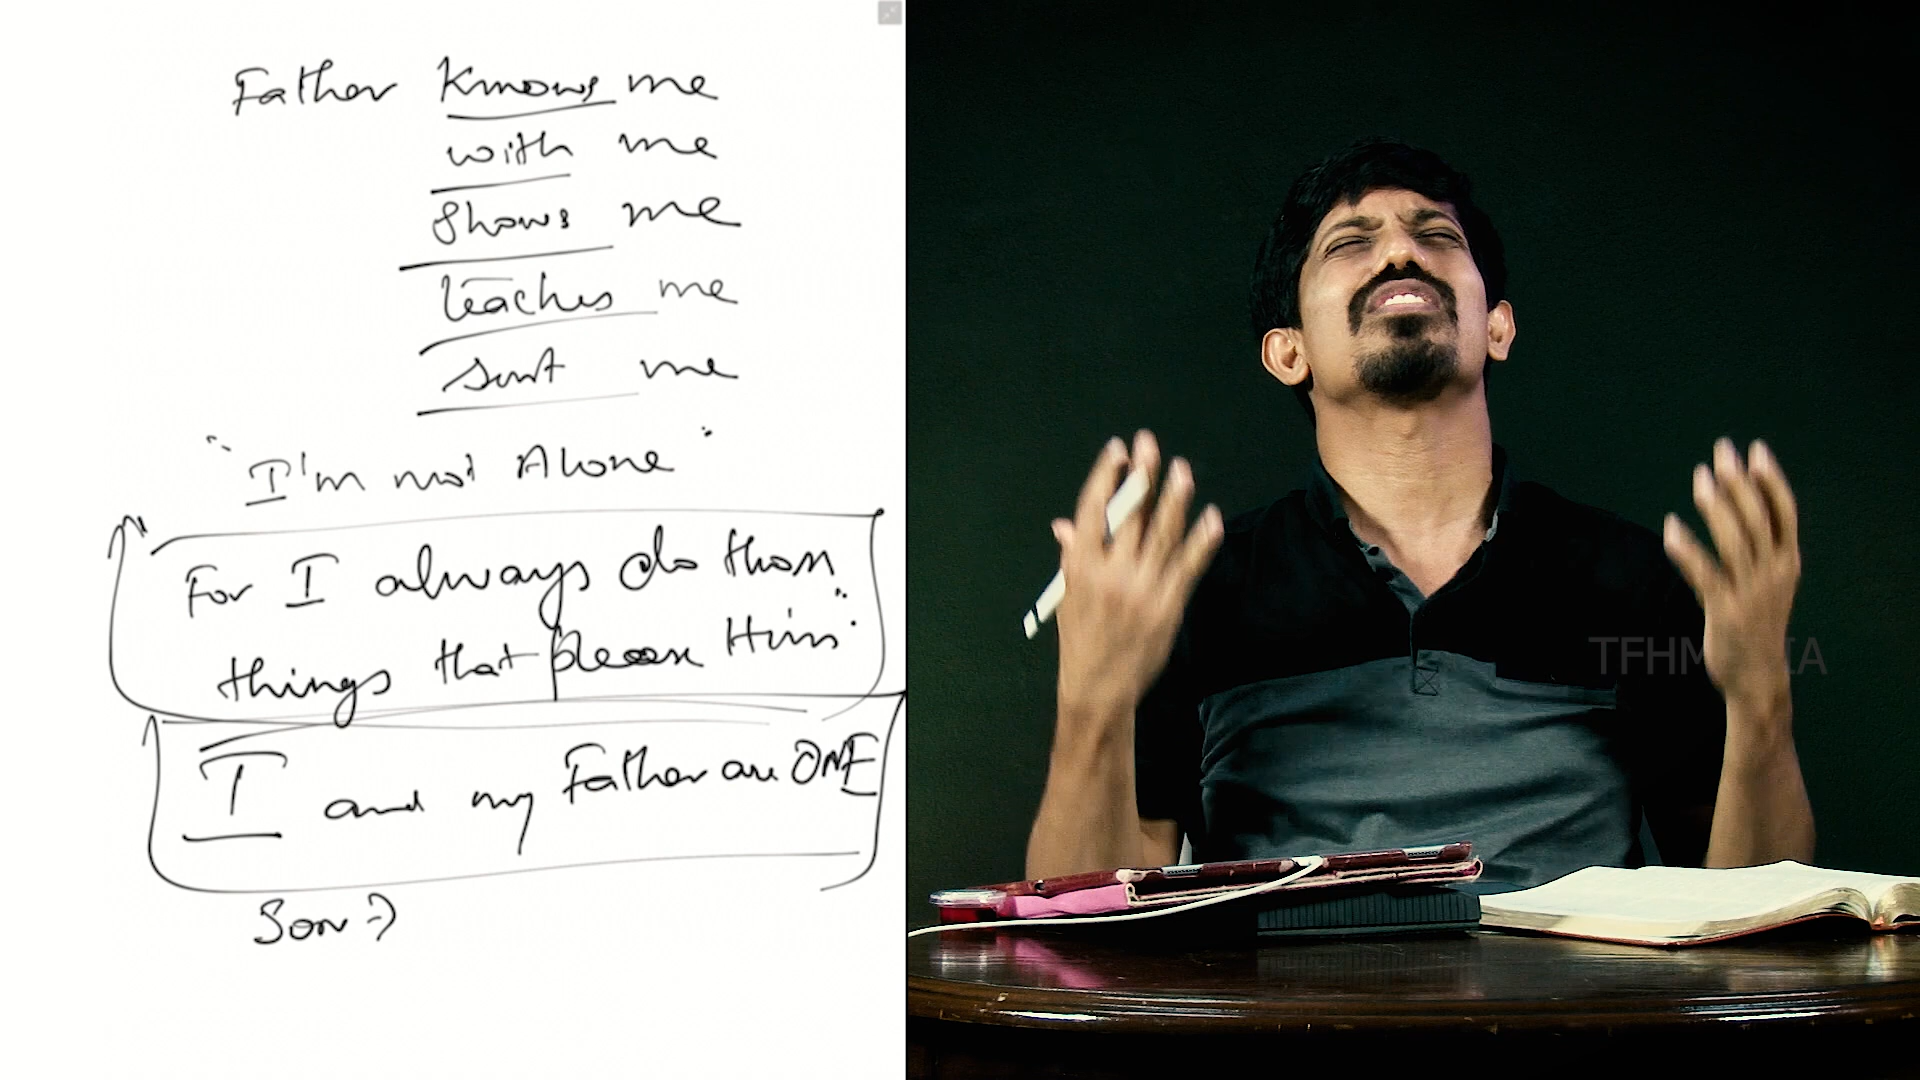 Father knows me
with me
shows me
teaches me
sent me
"I'm not Alone"
"For I always do those
things that please Him"
I and my Father are ONE
Son →
TFHMEDIA